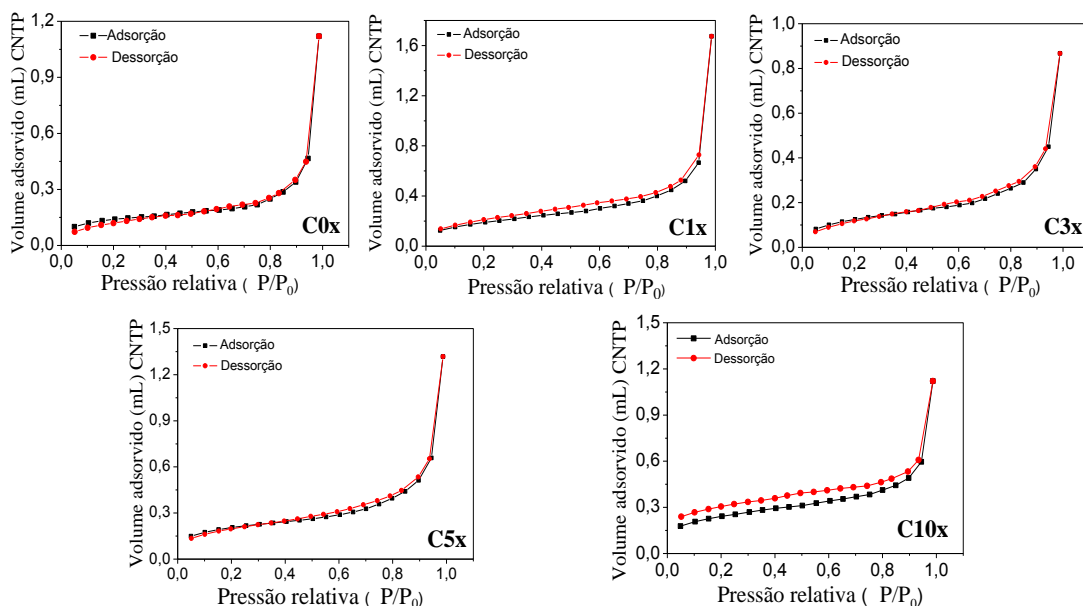 Volume adsorvido (mL) CNTP
1,2
0,9
0,6
0,3
0,0
Adsorção
Dessorção
C0x
0,0 0,2 0,4 0,6 0,8 1,0
Pressão relativa ( P/P0)
Volume adsorvido (mL) CNTP
1,6
1,2
0,8
0,4
0,0
Adsorção
Dessorção
C1x
0,0 0,2 0,4 0,6 0,8 1,0
Pressão relativa ( P/P0)
Volume adsorvido (mL) CNTP
1,0
0,8
0,6
0,4
0,2
0,0
Adsorção
Dessorção
C3x
0,0 0,2 0,4 0,6 0,8 1,0
Pressão relativa ( P/P0)
Volume adsorvido (mL) CNTP
1,5
1,2
0,9
0,6
0,3
0,0
Adsorção
Dessorção
C5x
0,0 0,2 0,4 0,6 0,8 1,0
Pressão relativa ( P/P0)
Volume adsorvido (mL) CNTP
1,5
1,2
0,9
0,6
0,3
0,0
Adsorção
Dessorção
C10x
0,0 0,2 0,4 0,6 0,8 1,0
Pressão relativa ( P/P0)